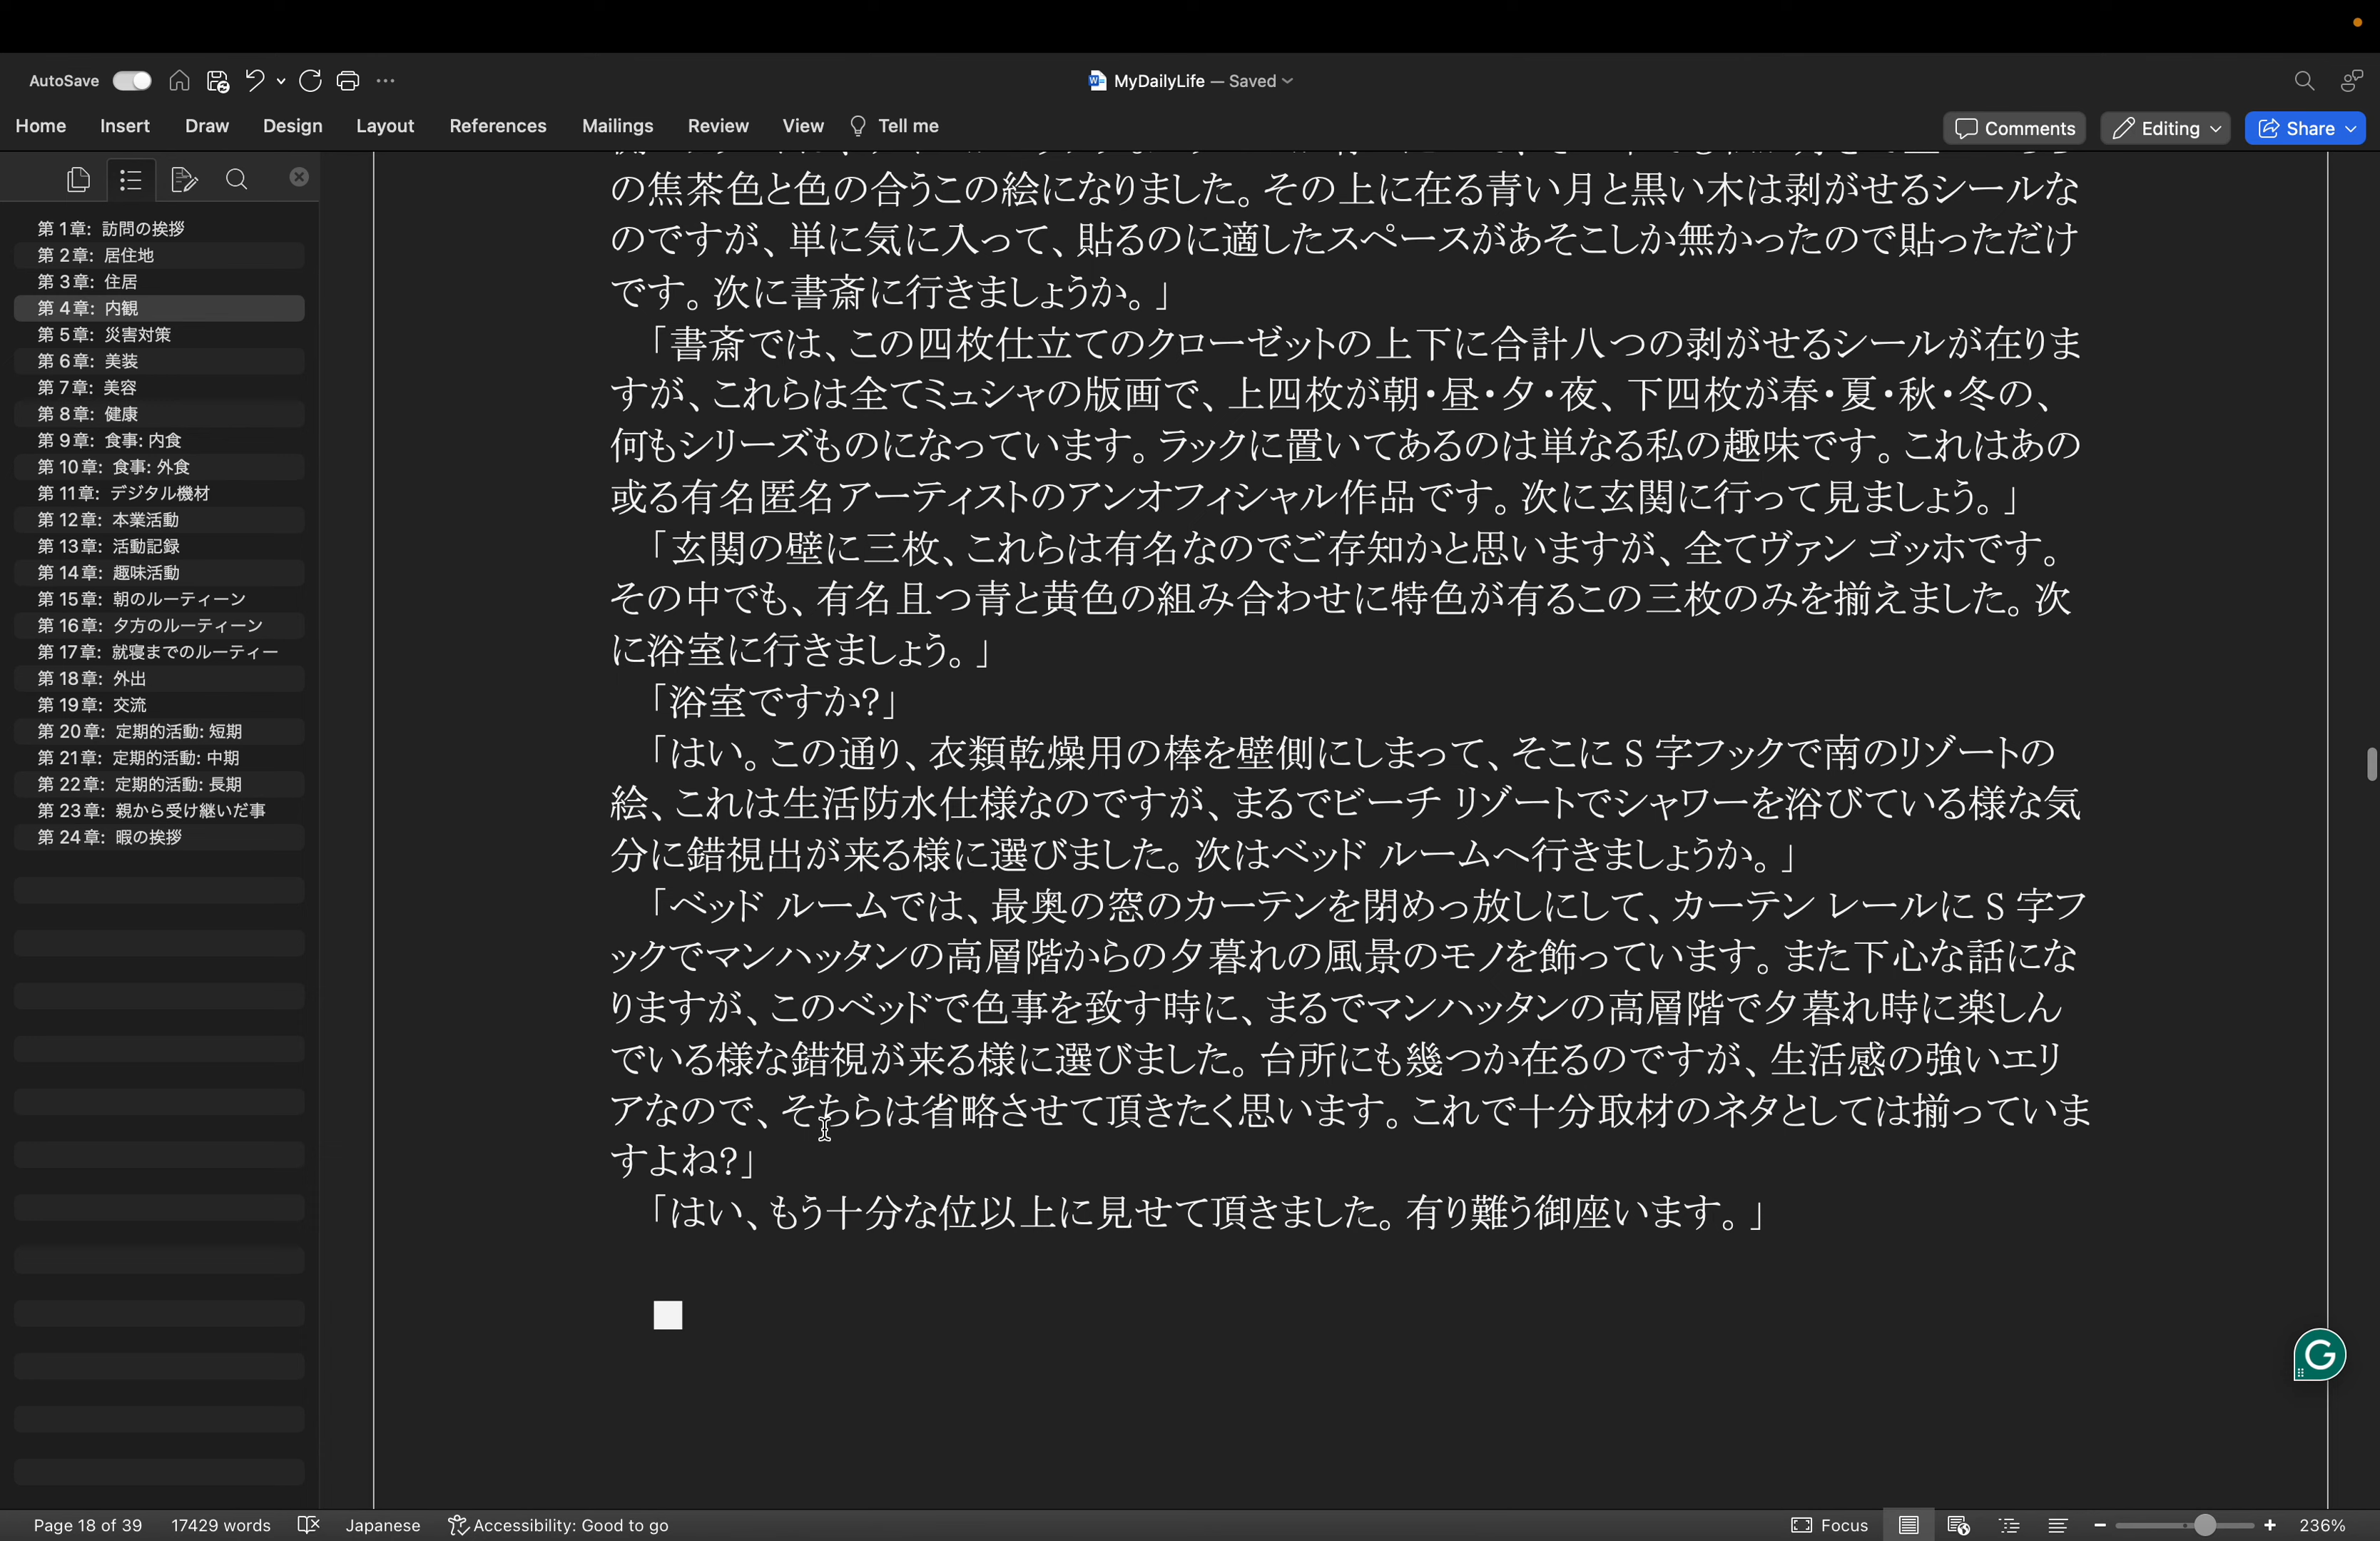 AutoSave
MyDailyLife — Saved
Home Insert Draw Design Layout References Mailings Review View Tell me
Comments Editing Share
第 1章: 訪問の挨拶
第 2章: 居住地
第 3章: 住居
第 4章: 内観
第 5章: 災害対策
第 6章: 美装
第 7章: 美容
第 8章: 健康
第 9章: 食事: 内食
第 10章: 食事: 外食
第 11章: デジタル機材
第 12章: 本業活動
第 13章: 活動記録
第 14章: 趣味活動
第 15章: 朝のルーティーン
第 16章: 夕方のルーティーン
第 17章: 就寝までのルーティー
第 18章: 外出
第 19章: 交流
第 20章: 定期的活動: 短期
第 21章: 定期的活動: 中期
第 22章: 定期的活動: 長期
第 23章: 親から受け継いだ事
第 24章: 暇の挨拶
の焦茶色と色の合うこの絵になりました。その上に在る青い月と黒い木は剥がせるシールな
のですが、単に気に入って、貼るのに適したスペースがあそこしか無かったので貼っただけ
です。次に書斎に行きましょうか。」
「書斎では、この四枚仕立てのクローゼットの上下に合計八つの剥がせるシールが在りま
すが、これらは全てミュシャの版画で、上四枚が朝・昼・夕・夜、下四枚が春・夏・秋・冬の、
何もシリーズものになっています。ラックに置いてあるのは単なる私の趣味です。これはあの
或る有名匿名アーティストのアンオフィシャル作品です。次に玄関に行って見ましょう。」
「玄関の壁に三枚、これらは有名なのでご存知かと思いますが、全てヴァン ゴッホです。
その中でも、有名且つ青と黄色の組み合わせに特色が有るこの三枚のみを揃えました。次
に浴室に行きましょう。」
「浴室ですか?」
「はい。この通り、衣類乾燥用の棒を壁側にしまって、そこに S 字フックで南のリゾートの
絵、これは生活防水仕様なのですが、まるでビーチ リゾートでシャワーを浴びている様な気
分に錯視出が来る様に選びました。次はベッド ルームへ行きましょうか。」
「ベッド ルームでは、最奥の窓のカーテンを閉めっ放しにして、カーテン レールに S 字フ
ックでマンハッタンの高層階からの夕暮れの風景のモノを飾っています。また下心な話にな
りますが、このベッドで色事を致す時に、まるでマンハッタンの高層階で夕暮れ時に楽しん
でいる様な錯視が来る様に選びました。台所にも幾つか在るのですが、生活感の強いエリ
アなので、そちらは省略させて頂きたく思います。これで十分取材のネタとしては揃っていま
すよね?」
「はい、もう十分な位以上に見せて頂きました。有り難う御座います。」
Page 18 of 39 17429 words Japanese Accessibility: Good to go Focus 236%